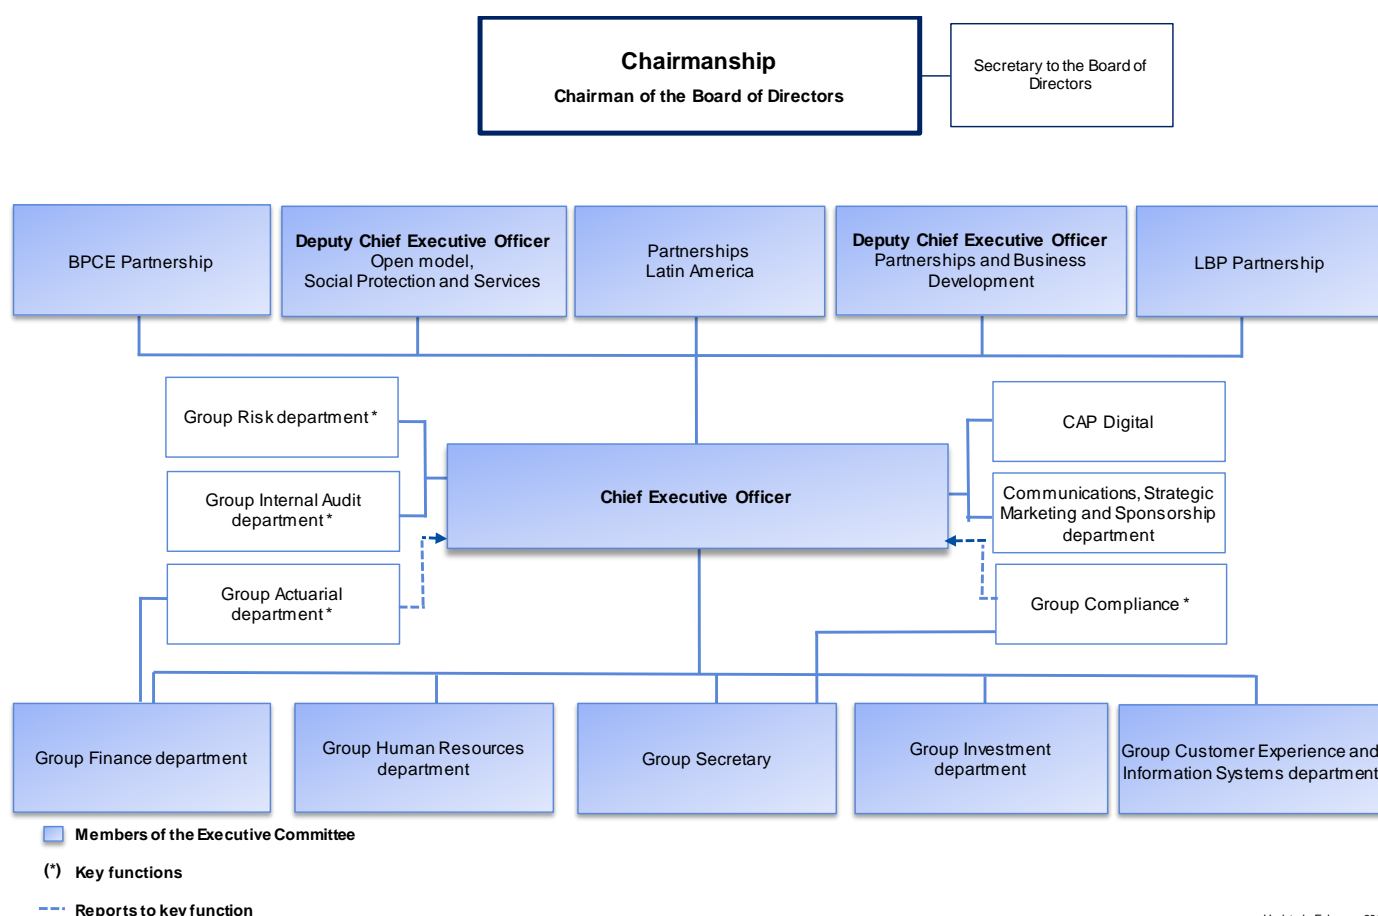 Chairmanship
Chairman of the Board of Directors
Secretary to the Board of
Directors
BPCE Partnership
Deputy Chief Executive Officer
Open model,
Social Protection and Services
Partnerships
Latin America
Deputy Chief Executive Officer
Partnerships and Business
Development
LBP Partnership
Group Risk department *
CAP Digital
Group Internal Audit
department *
Chief Executive Officer
Communications, Strategic
Marketing and Sponsorship
department
Group Actuarial
department *
Group Compliance *
Group Finance department
Group Human Resources
department
Group Secretary
Group Investment
department
Group Customer Experience and
Information Systems department
Members of the Executive Committee
(*) Key functions
Reports to key function